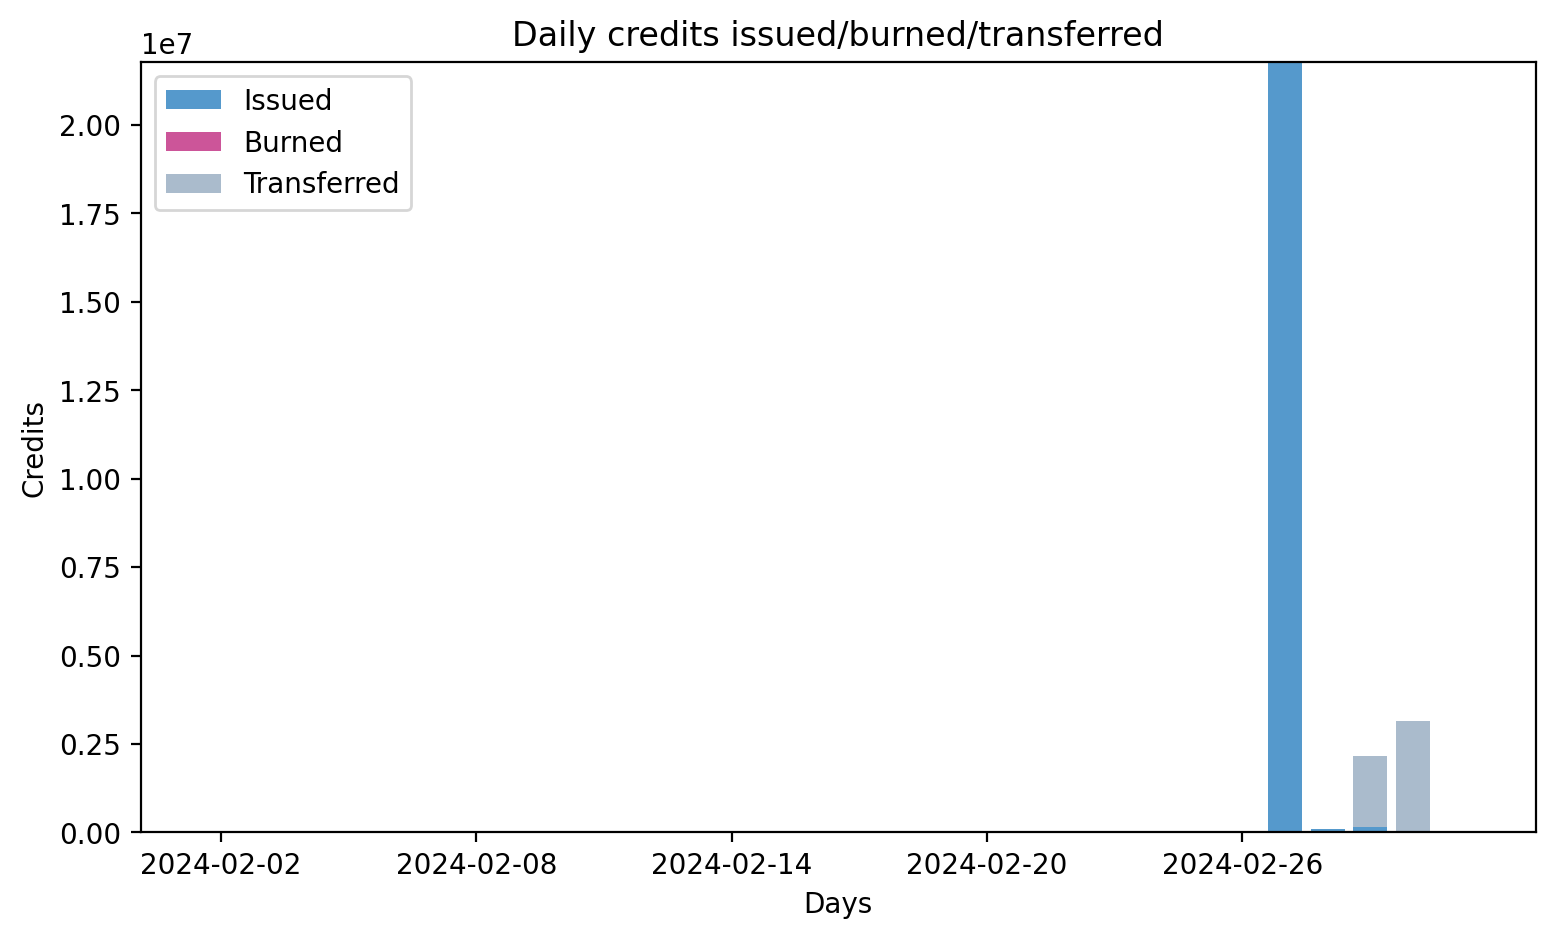 Daily credits issued/burned/transferred
1e7
Issued
Burned
Transferred
2.00
1.75
1.50
1.25
1.00
0.75
0.50
0.25
0.00
Credits
2024-02-02 2024-02-08 2024-02-14 2024-02-20 2024-02-26
Days